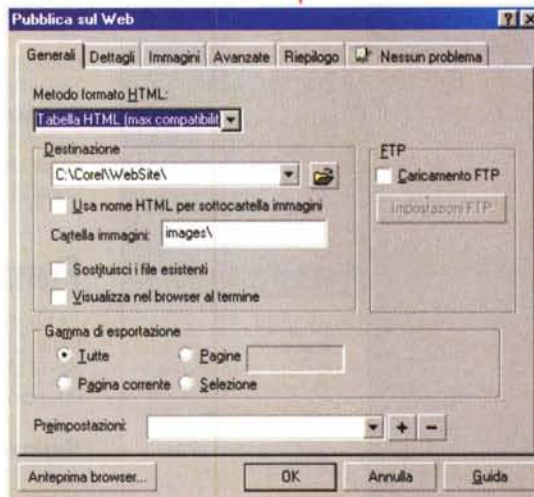 Pubblica sul Web
Generali Dettagli Immagini Avanzate Riepilogo Nessun problema
Metodo formato HTML:
Tabella HTML (max compatibilit
Destinazione
C:\Corel\WebSite\
Usa nome HTML per sottocartella immagini
Cartella immagini: images\
Sostituisci i file esistenti
Visualizza nel browser al termine
FTP
Caricamento FTP
Impostazioni FTP
Gamma di esportazione
Tutte Pagine
Pagina corrente Selezione
Preimpostazioni: + -
Anteprima browser... OK Annulla Guida